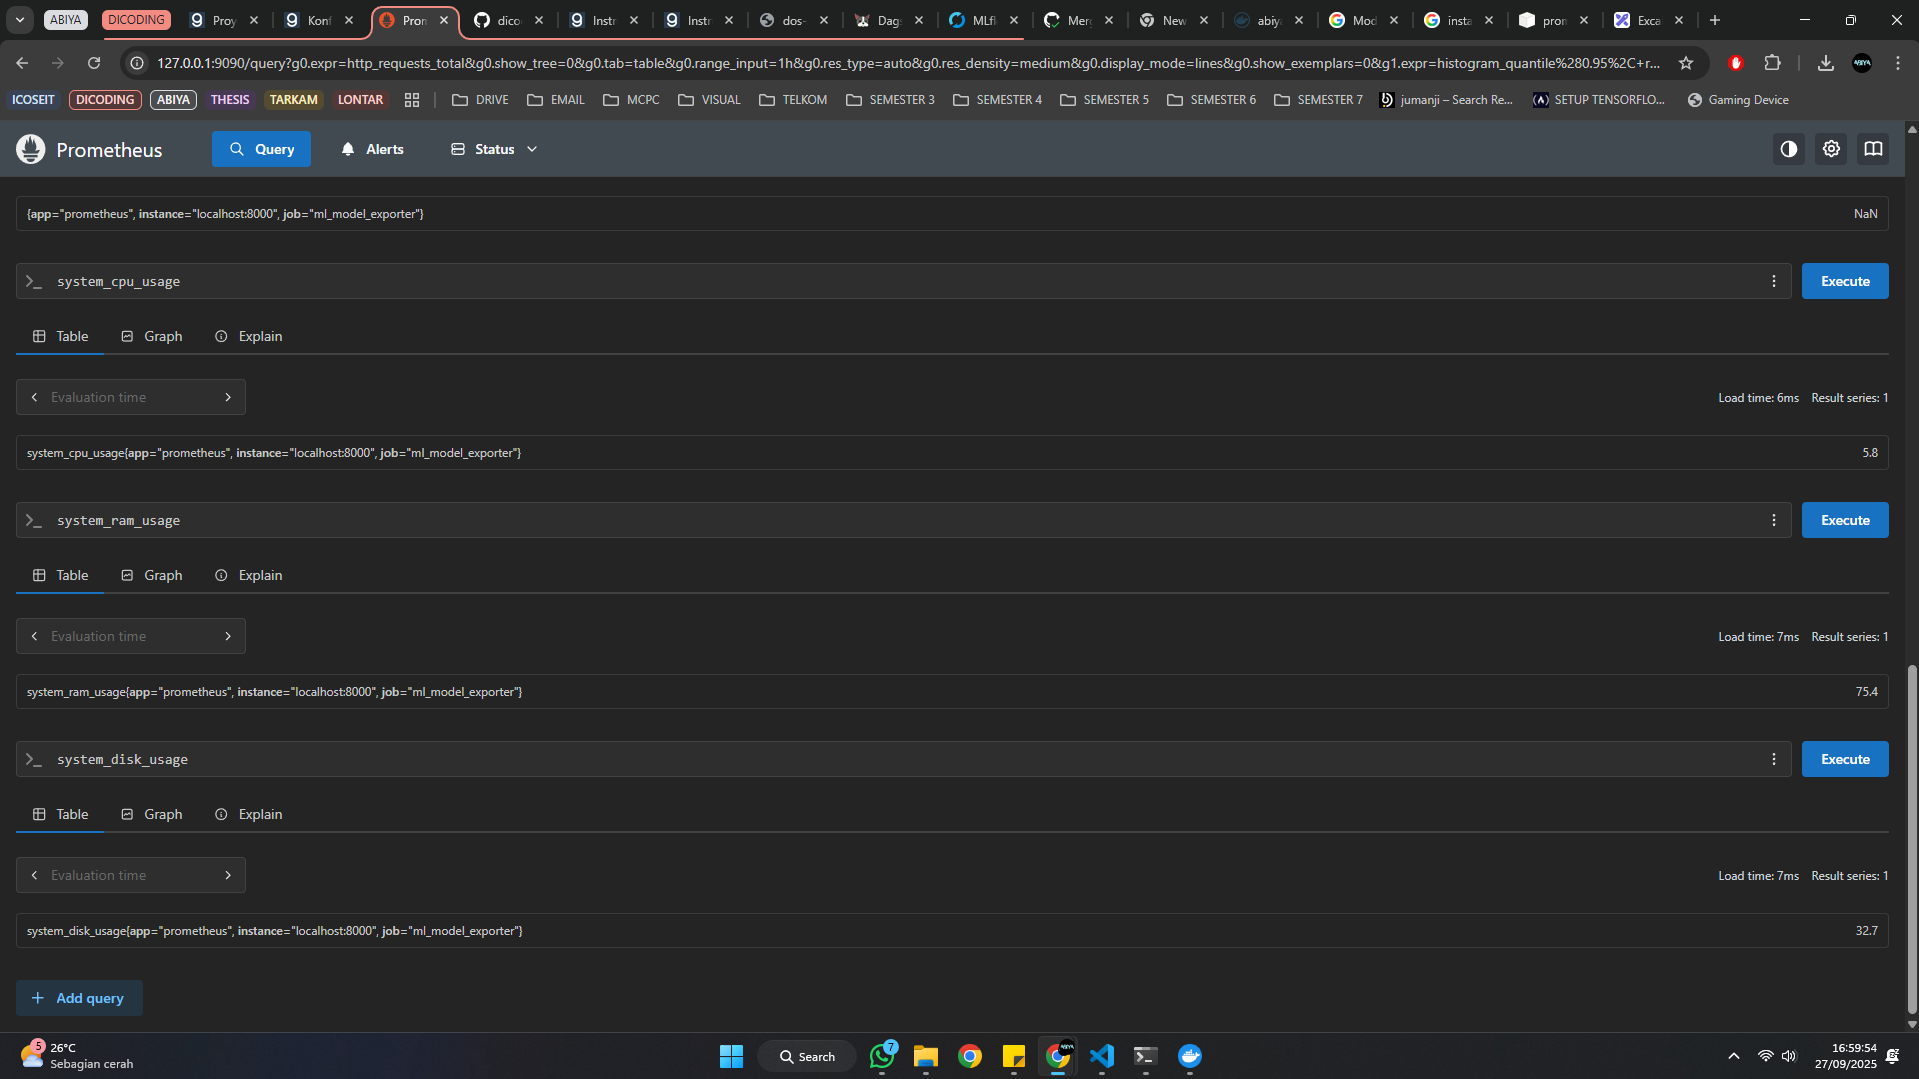 ABIYA DICODING Proy Konf Pron dico Instr Instr dos- Dags MLfl Merg New abiya Mod insta pron Exca
127.0.0.1:9090/query?g0.expr=http_requests_total&g0.show_tree=0&g0.tab=table&g0.range_input=1h&g0.res_type=auto&g0.res_density=medium&g0.display_mode=lines&g0.show_exemplars=0&g1.expr=histogram_quantile%280.95%2C+r...
ICOSEIT DICODING ABIYA THESIS TARKAM LONTAR DRIVE EMAIL MCPC VISUAL TELKOM SEMESTER 3 SEMESTER 4 SEMESTER 5 SEMESTER 6 SEMESTER 7 jumanji – Search Re... SETUP TENSORFLO... Gaming Device
Prometheus Query Alerts Status
{app="prometheus", instance="localhost:8000", job="ml_model_exporter"} NaN
system_cpu_usage Execute
Table Graph Explain
Evaluation time Load time: 6ms Result series: 1
system_cpu_usage{app="prometheus", instance="localhost:8000", job="ml_model_exporter"} 5.8
system_ram_usage Execute
Table Graph Explain
Evaluation time Load time: 7ms Result series: 1
system_ram_usage{app="prometheus", instance="localhost:8000", job="ml_model_exporter"} 75.4
system_disk_usage Execute
Table Graph Explain
Evaluation time Load time: 7ms Result series: 1
system_disk_usage{app="prometheus", instance="localhost:8000", job="ml_model_exporter"} 32.7
Add query
5 26°C
Sebagian cerah
Search
7
16:59:54
27/09/2025